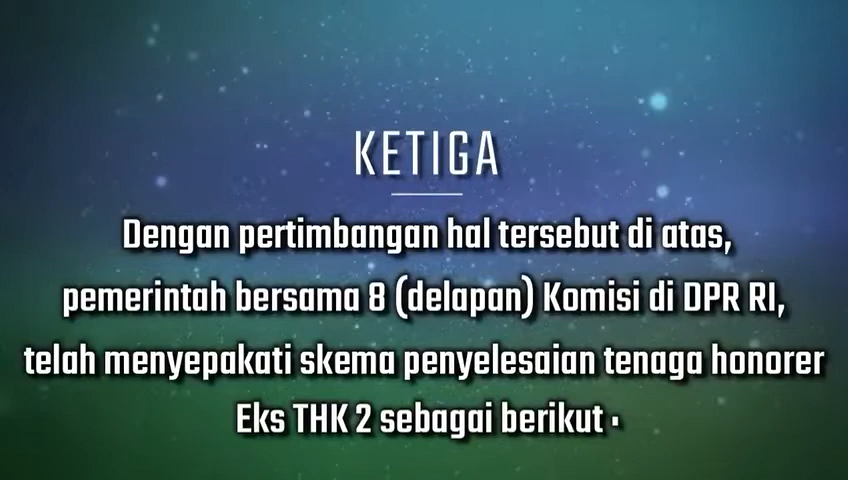 KETIGA
Dengan pertimbangan hal tersebut di atas,
pemerintah bersama 8 (delapan) Komisi di DPR RI,
telah menyepakati skema penyelesaian tenaga honorer
Eks THK 2 sebagai berikut ·